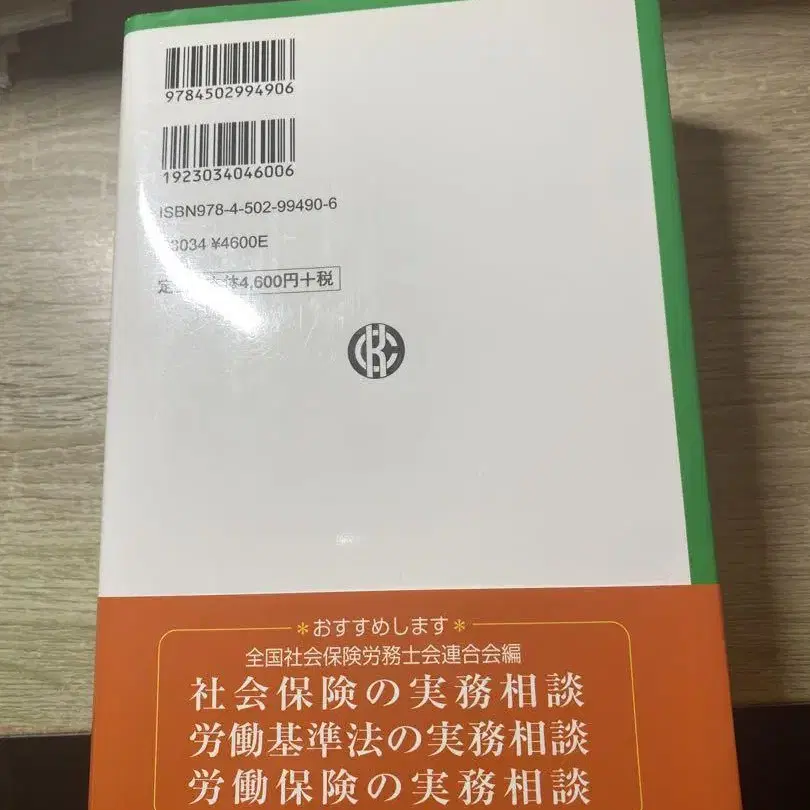 9784502994906
1923034046006
ISBN978-4-502-99490-6
3034 ¥4600E
4,600円＋税
＊おすすめします＊
全国社会保険労務士会連合会編
社会保険の実務相談
労働基準法の実務相談
労働保険の実務相談